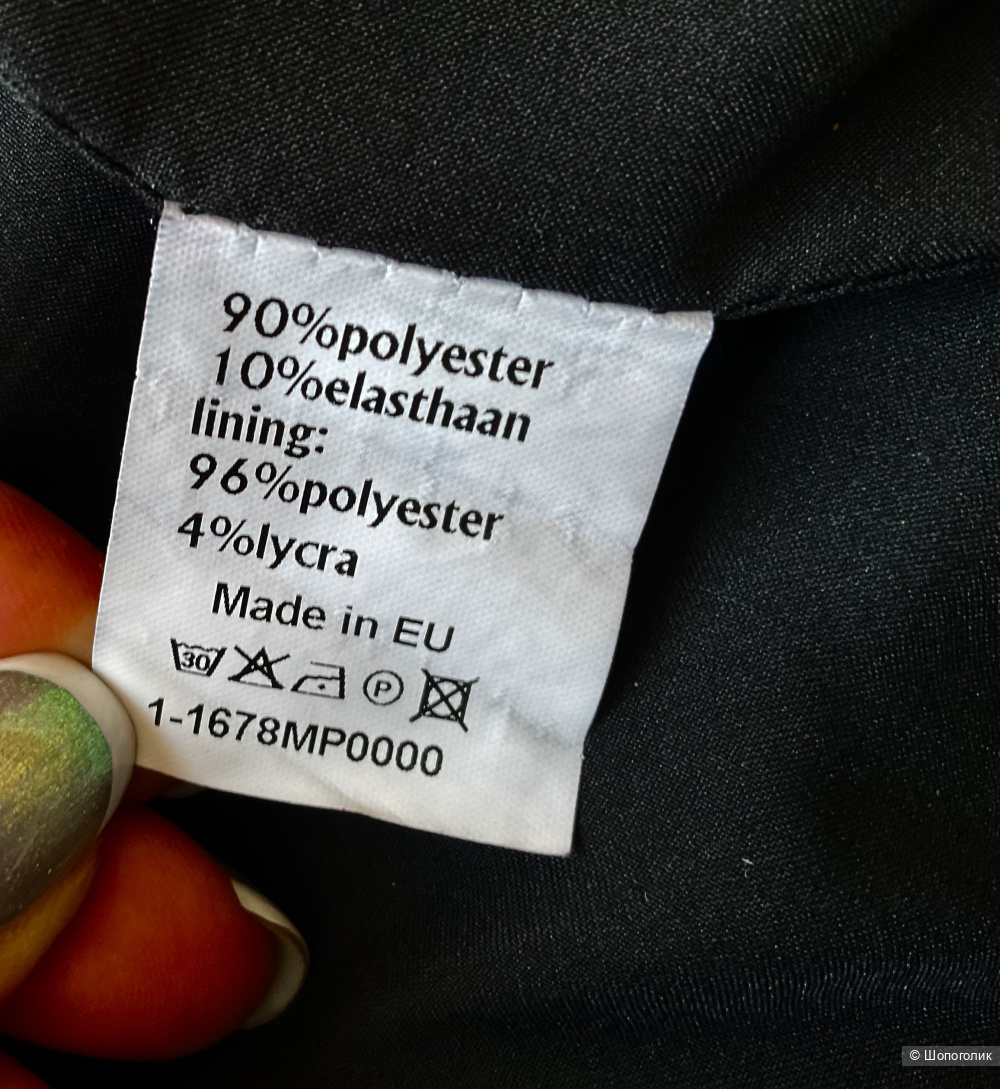 90%polyester
10%elasthaan
lining:
96%polyester
4%lycra
Made in EU
30 P
1-1678MP0000
© Шопоголик